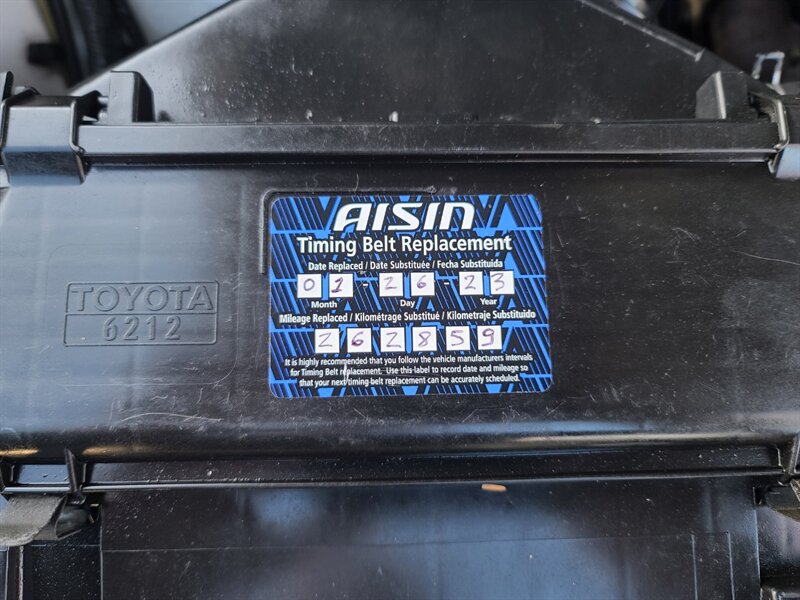 AISIN
Timing Belt Replacement
Date Replaced / Date Substituée / Fecha Substituida
01-26-23
Month Day Year
Mileage Replaced / Kilométrage Substitué / Kilometraje Substituido
262859
It is highly recommended that you follow the vehicle manufacturers intervals
for Timing Belt replacement. Use this label to record date and mileage so
that your next timing belt replacement can be accurately scheduled.
TOYOTA
6212